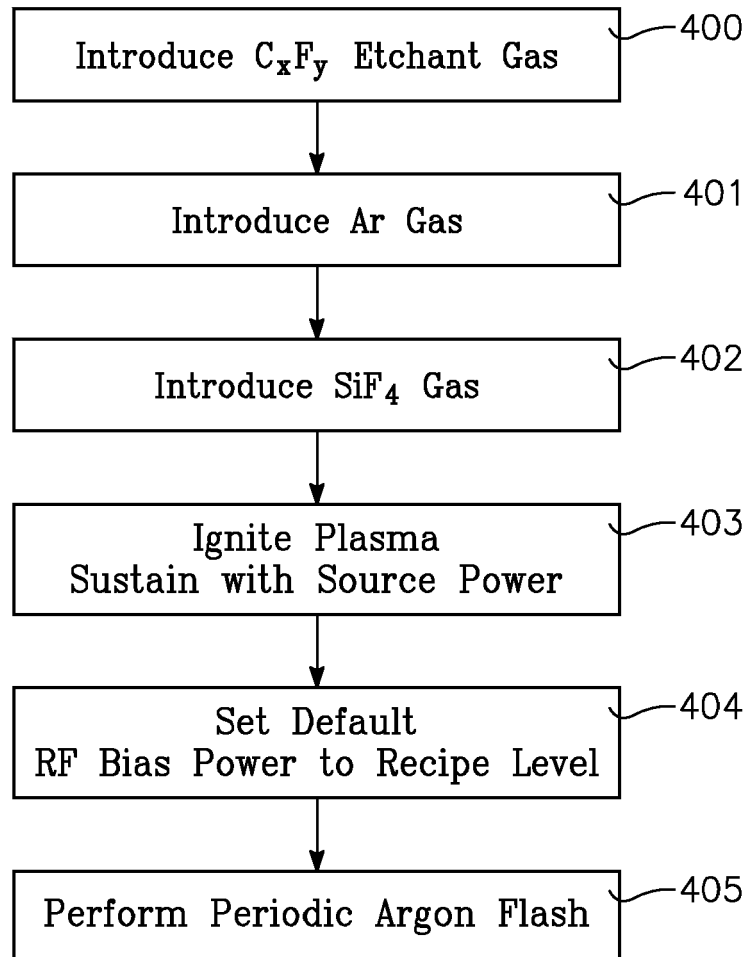 Introduce CxFy Etchant Gas
400
Introduce Ar Gas
401
Introduce SiF4 Gas
402
Ignite Plasma
Sustain with Source Power
403
Set Default
RF Bias Power to Recipe Level
404
Perform Periodic Argon Flash
405